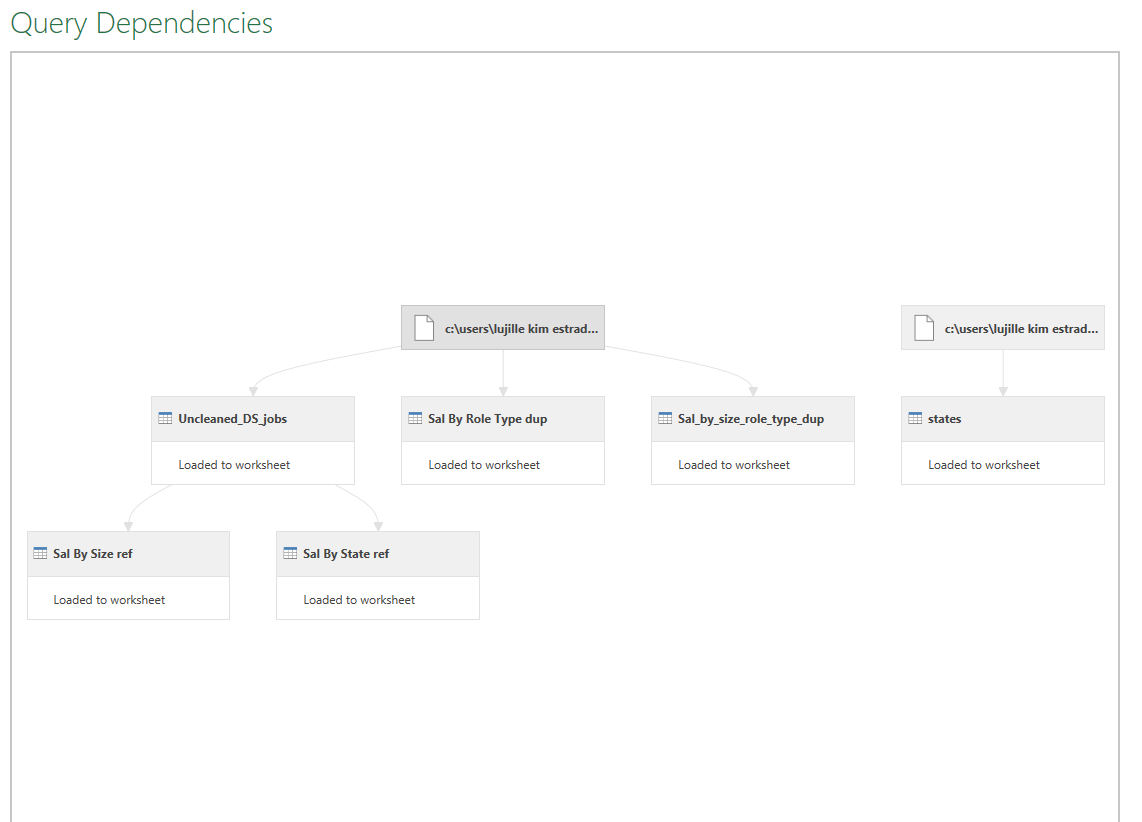 Query Dependencies
c:\users\lujille kim estrad...
c:\users\lujille kim estrad...
Uncleaned_DS_jobs
Loaded to worksheet
Sal By Role Type dup
Loaded to worksheet
Sal_by_size_role_type_dup
Loaded to worksheet
states
Loaded to worksheet
Sal By Size ref
Loaded to worksheet
Sal By State ref
Loaded to worksheet